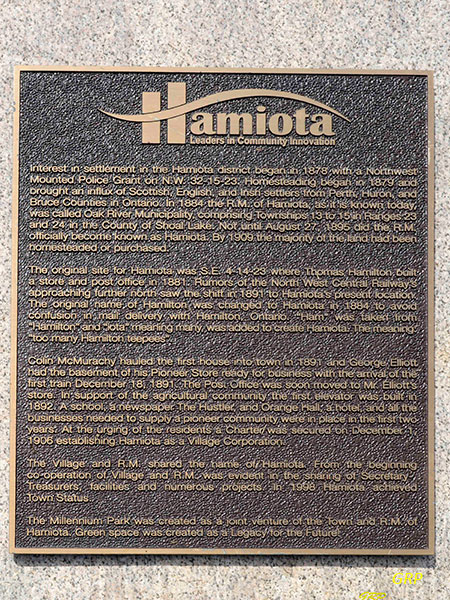 Hamiota
Leaders in Community Innovation
Interest in settlement in the Hamiota district began in 1878 with a Northwest
Mounted Police Grant on N.W. 32-15-23. Homesteading began in 1879 and
brought an influx of Scottish, English, and Irish settlers from Perth, Huron, and
Bruce Counties in Ontario. In 1884 the R.M. of Hamiota, as it is known today,
was called Oak River Municipality, comprising Townships 13 to 15 in Ranges 23
and 24 in the County of Shoal Lake. Not until August 27, 1895 did the R.M.
officially become known as Hamiota. By 1909 the majority of the land had been
homesteaded or purchased.
The original site for Hamiota was S.E. 4-14-23 where Thomas Hamilton built
a store and post office in 1881. Rumors of the North West Central Railway's
approaching further north saw the shift in 1891 to Hamiota's present location.
The original name of Hamilton was changed to Hamiota in 1894 to avoid
confusion in mail delivery with Hamilton, Ontario. "Ham" was taken from
"Hamilton" and "iota" meaning many, was added to create Hamiota. The meaning:
"too many Hamilton teepees".
Colin McMurachy hauled the first house into town in 1891 and George Elliott
had the basement of his Pioneer Store ready for business with the arrival of the
first train December 18, 1891. The Post Office was soon moved to Mr. Elliott's
store. In support of the agricultural community the first elevator was built in
1892. A school, a newspaper The Hustler, and Orange Hall, a hotel, and all the
businesses needed to supply a pioneer community were in place in the first two
years. At the urging of the residents a Charter was secured on December 1,
1906 establishing Hamiota as a Village Corporation.
The Village and R.M. shared the name of Hamiota. From the beginning
co-operation of Village and R.M. was evident in the sharing of Secretary
Treasurers, facilities and numerous projects. In 1998 Hamiota achieved
Town Status.
The Millennium Park was created as a joint venture of the Town and R.M. of
Hamiota. Green space was created as a Legacy for the Future!